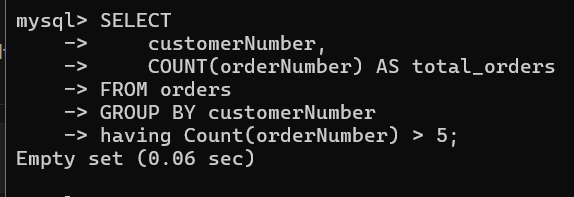 mysql> SELECT
    ->     customerNumber,
    ->     COUNT(orderNumber) AS total_orders
    -> FROM orders
    -> GROUP BY customerNumber
    -> having Count(orderNumber) > 5;
Empty set (0.06 sec)